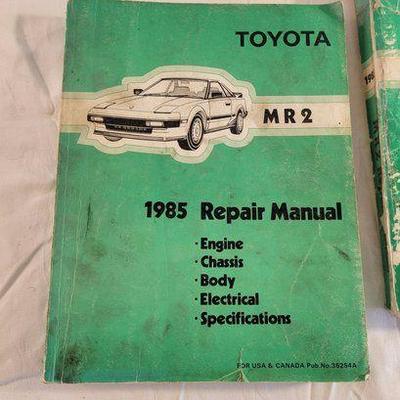 TOYOTA
MR2
1985 Repair Manual
· Engine
· Chassis
· Body
· Electrical
· Specifications
FOR USA & CANADA Pub. No. 36254A